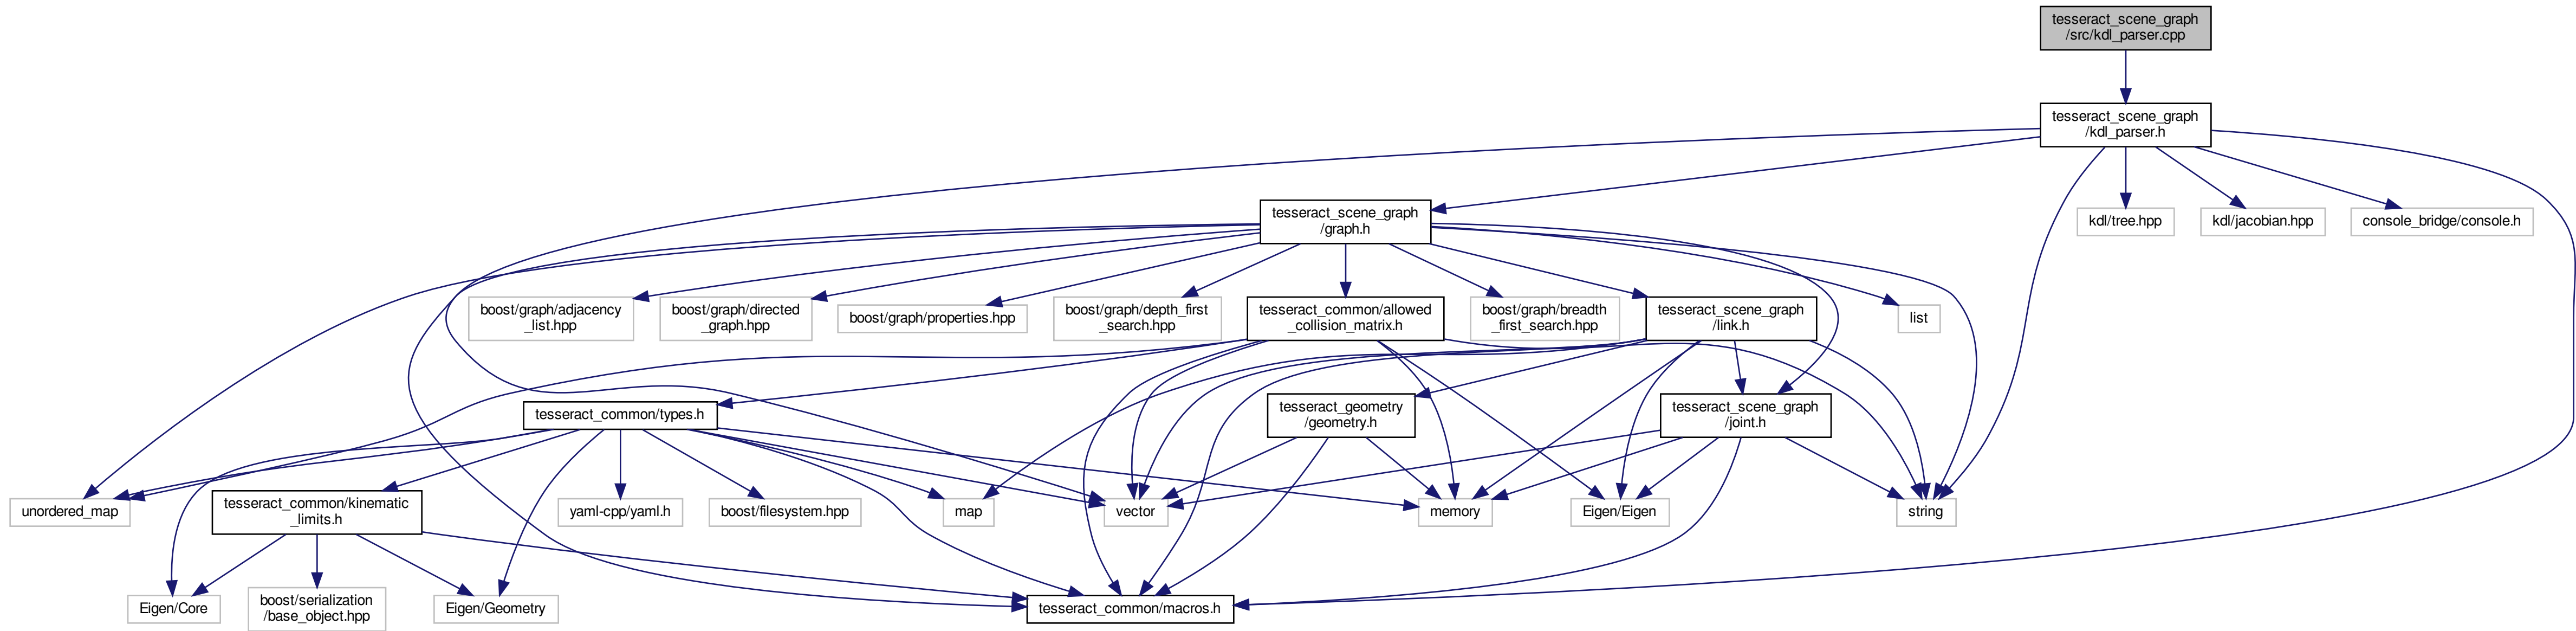 tesseract_scene_graph
/src/kdl_parser.cpp
tesseract_scene_graph
/kdl_parser.h
tesseract_scene_graph
/graph.h
kdl/tree.hpp
kdl/jacobian.hpp
console_bridge/console.h
boost/graph/adjacency
_list.hpp
boost/graph/directed
_graph.hpp
boost/graph/properties.hpp
boost/graph/depth_first
_search.hpp
tesseract_common/allowed
_collision_matrix.h
boost/graph/breadth
_first_search.hpp
tesseract_scene_graph
/link.h
list
tesseract_common/types.h
tesseract_geometry
/geometry.h
tesseract_scene_graph
/joint.h
unordered_map
tesseract_common/kinematic
_limits.h
yaml-cpp/yaml.h
boost/filesystem.hpp
map
vector
memory
Eigen/Eigen
string
Eigen/Core
boost/serialization
/base_object.hpp
Eigen/Geometry
tesseract_common/macros.h